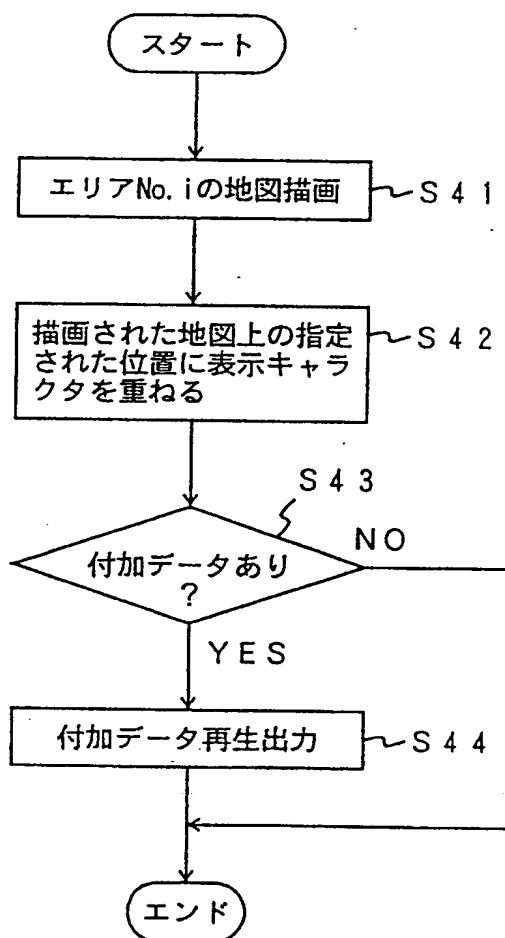 スタート
エリアNo.iの地図描画
S41
描画された地図上の指定
された位置に表示キャラ
クタを重ねる
S42
S43
付加データあり
?
NO
YES
付加データ再生出力
S44
エンド